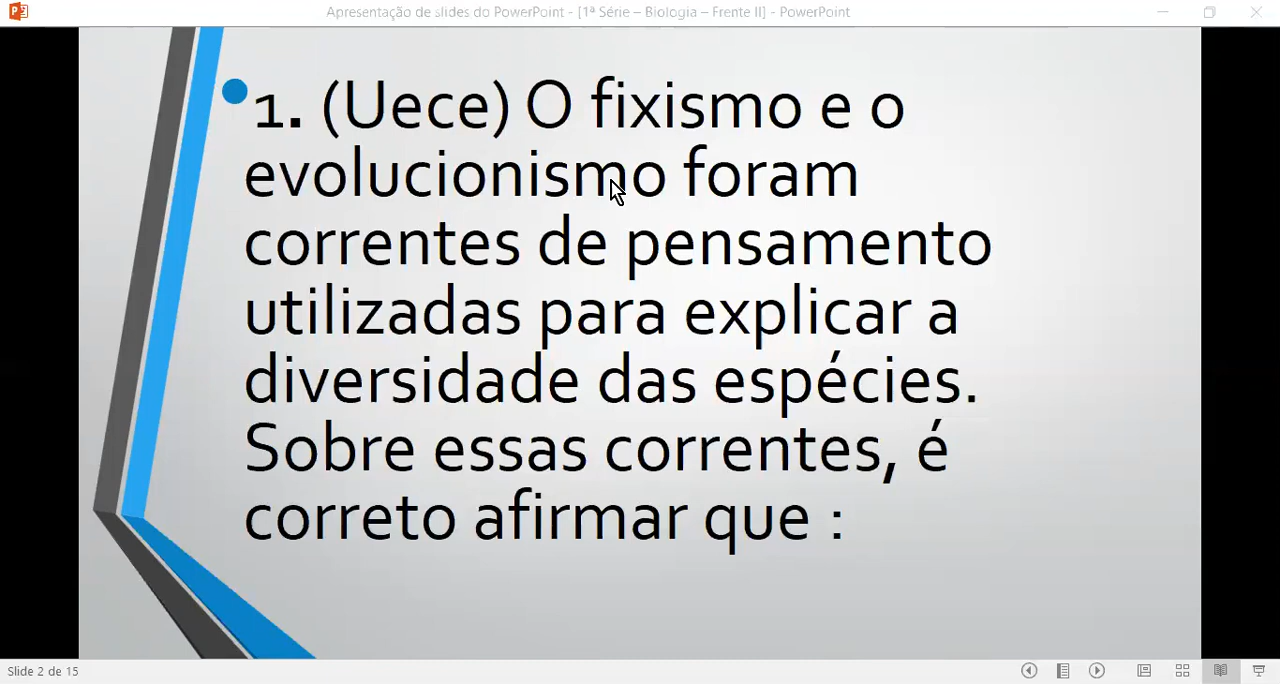 Apresentação de slides do PowerPoint - [1ª Série – Biologia – Frente II] - PowerPoint
1. (Uece) O fixismo e o
evolucionismo foram
correntes de pensamento
utilizadas para explicar a
diversidade das espécies.
Sobre essas correntes, é
correto afirmar que :
Slide 2 de 15